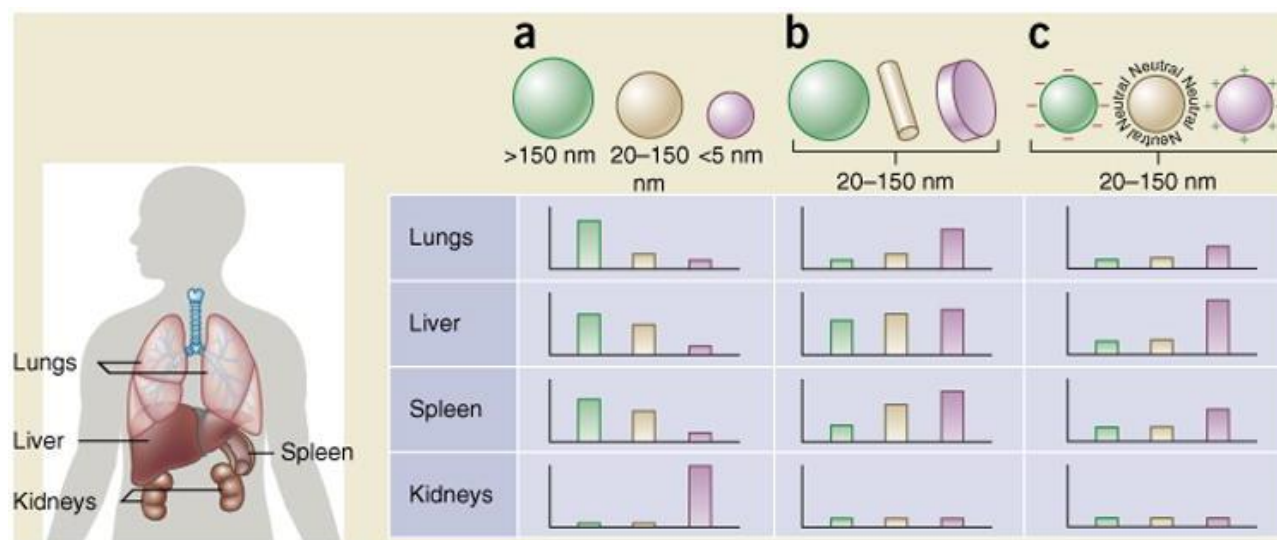 a
b
c
>150 nm 20–150 nm <5 nm
20–150 nm
– – – – – – – –
Neutral Neutral Neutral Neutral Neutral
+ + + + + + + +
20–150 nm
Lungs
Liver
Spleen
Kidneys
Lungs
Liver
Spleen
Kidneys